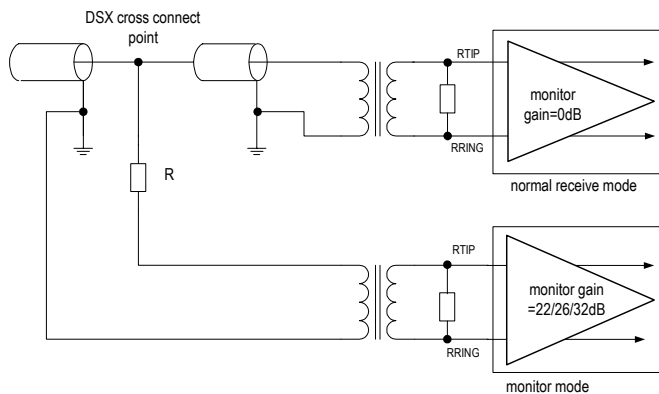 DSX cross connect
point
RTIP
monitor
gain=0dB
RRING
normal receive mode
R
RTIP
monitor gain
=22/26/32dB
RRING
monitor mode